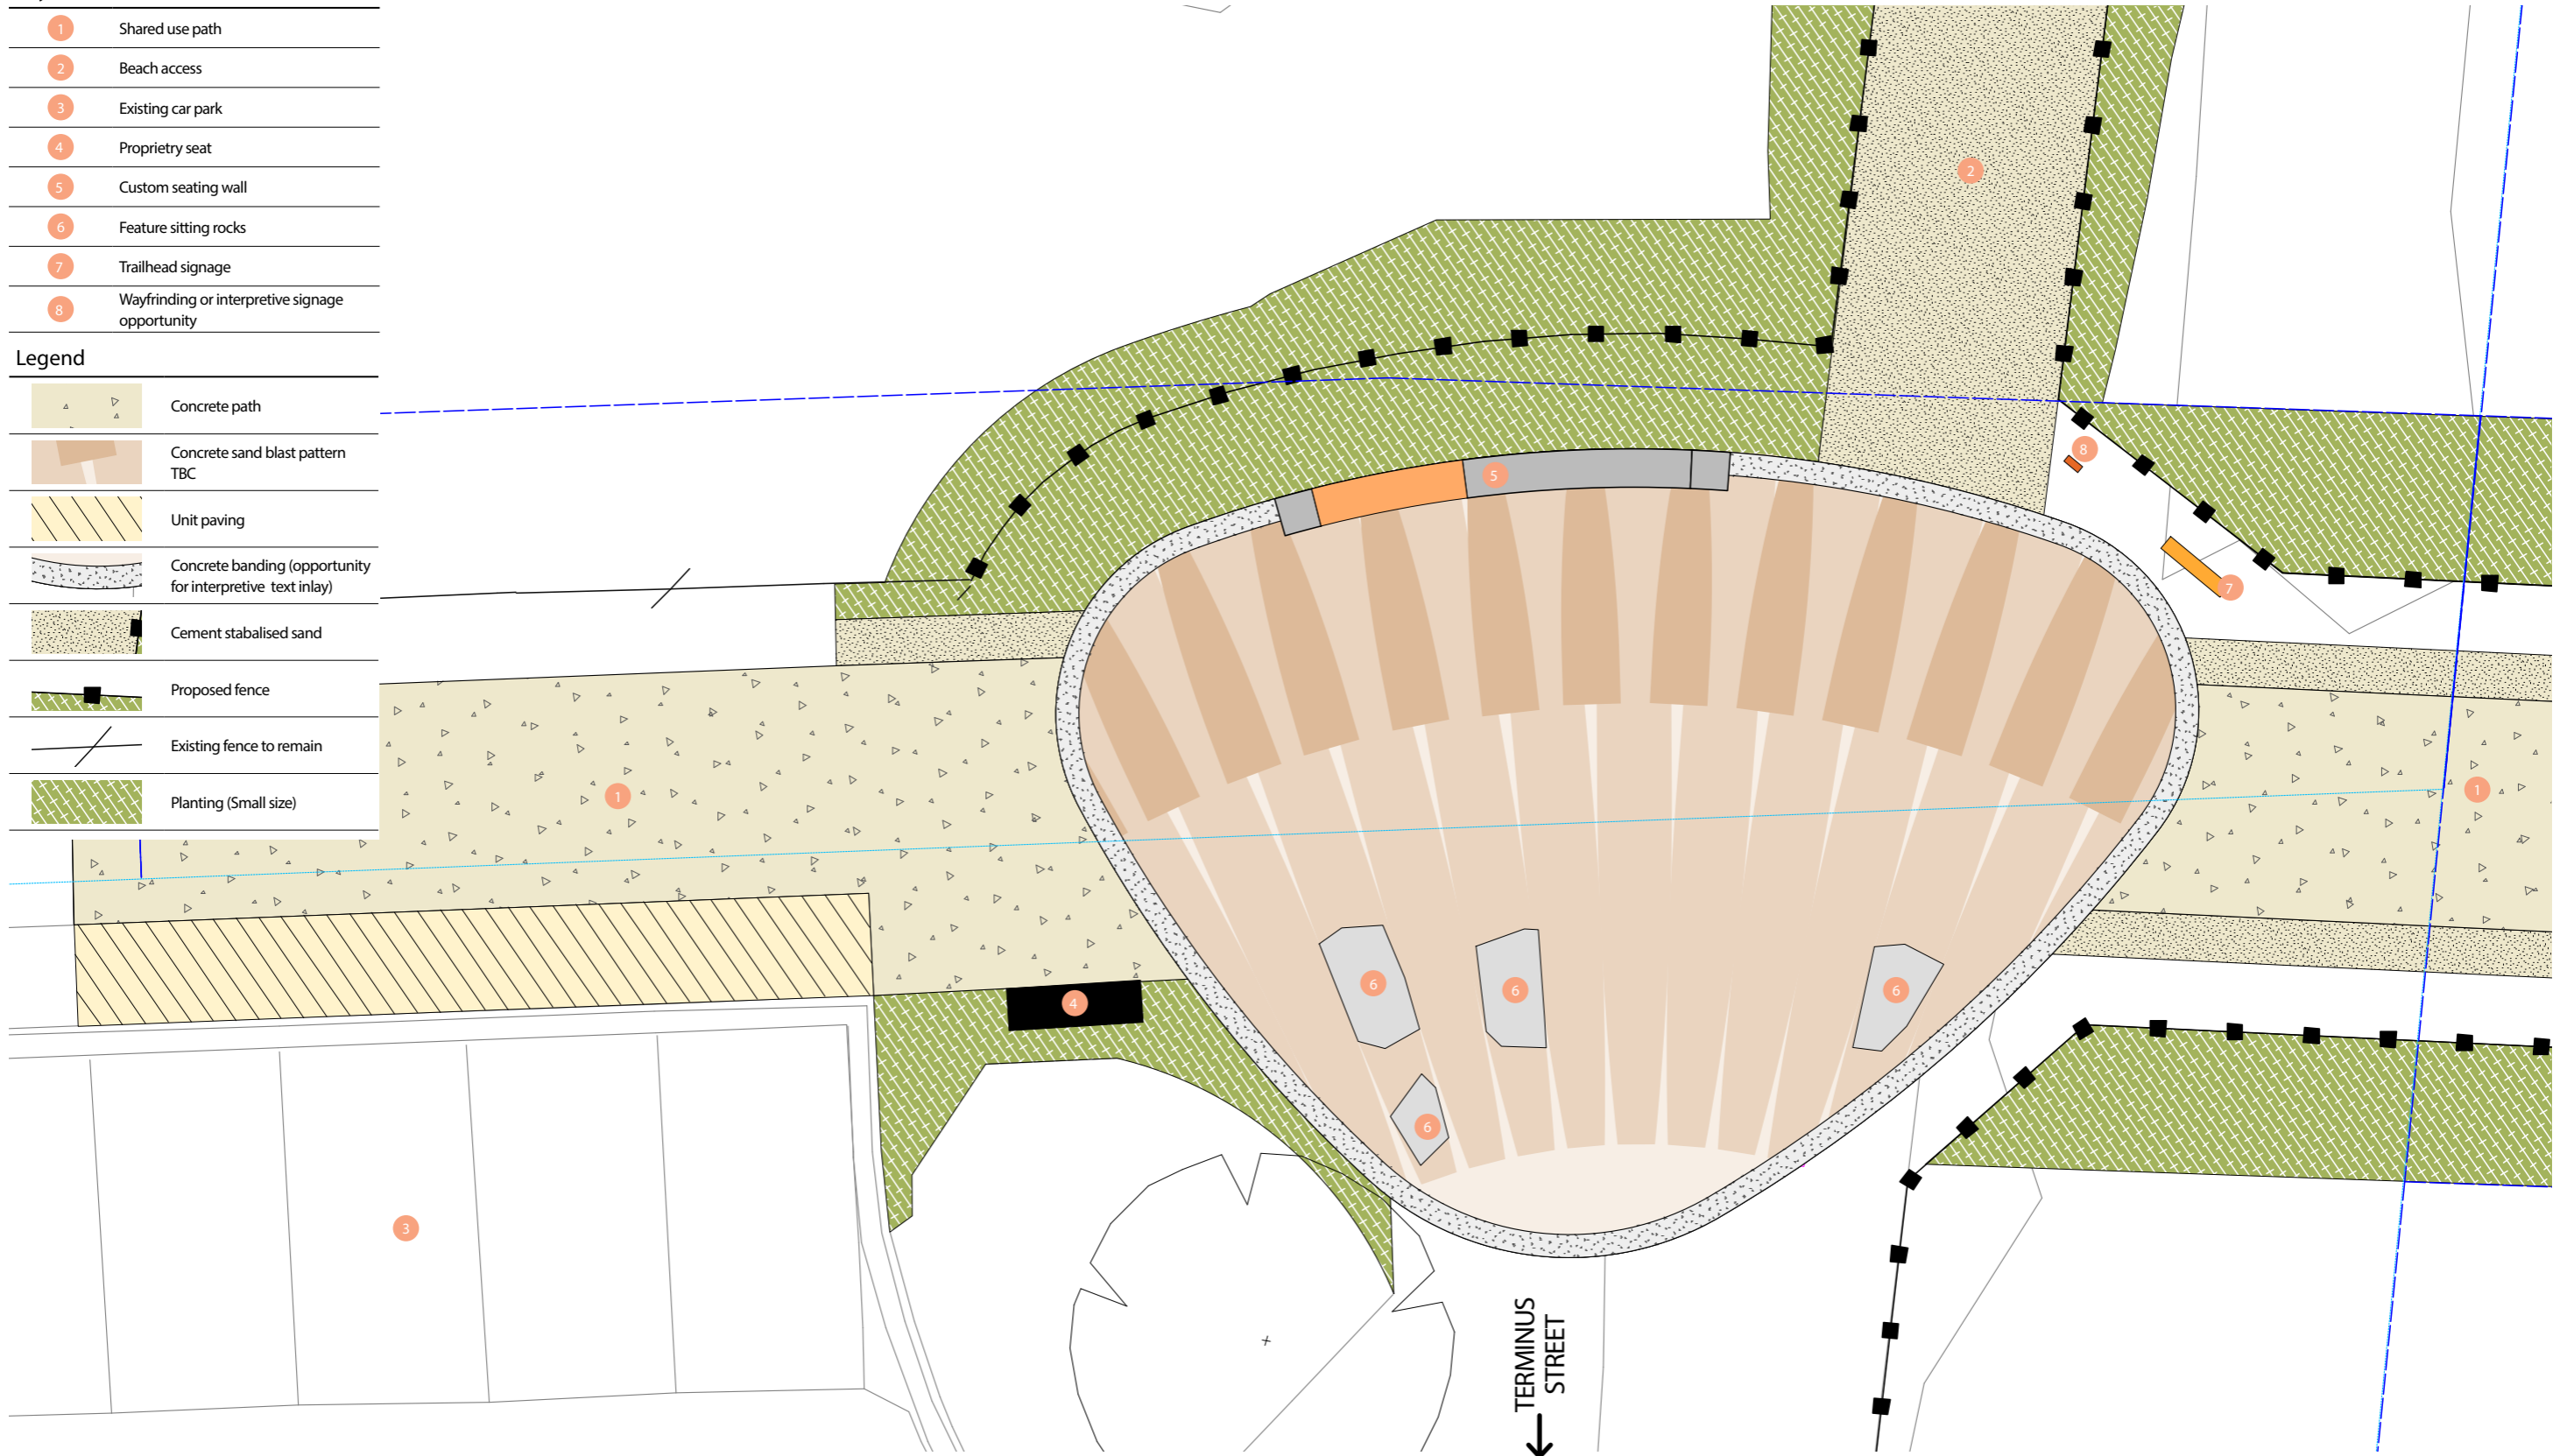 1 Shared use path
2 Beach access
3 Existing car park
4 Proprietry seat
5 Custom seating wall
6 Feature sitting rocks
7 Trailhead signage
8 Wayfrinding or interpretive signage
opportunity
Legend
Concrete path
Concrete sand blast pattern
TBC
Unit paving
Concrete banding (opportunity
for interpretive text inlay)
Cement stabalised sand
Proposed fence
Existing fence to remain
Planting (Small size)
2
8
5
7
1
1
6
6
6
4
6
3
TERMINUS
STREET